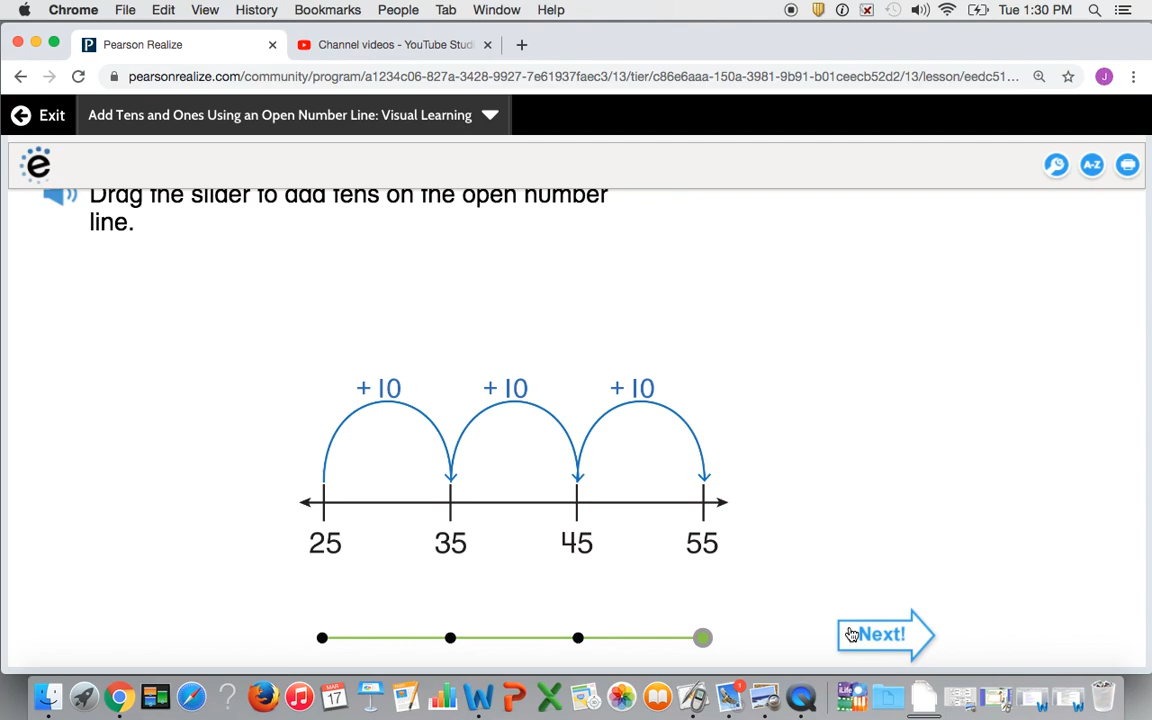 Chrome File Edit View History Bookmarks People Tab Window Help Tue 1:30 PM
Pearson Realize Channel videos - YouTube Stud
pearsonrealize.com/community/program/a1234c06-827a-3428-9927-7e61937faec3/13/tier/c86e6aaa-150a-3981-9b91-b01ceecb52d2/13/lesson/eedc51... J
Exit Add Tens and Ones Using an Open Number Line: Visual Learning
e A-Z
Drag the slider to add tens on the open number
line.
+10 +10 +10
25 35 45 55
Next!
MAR
17
1